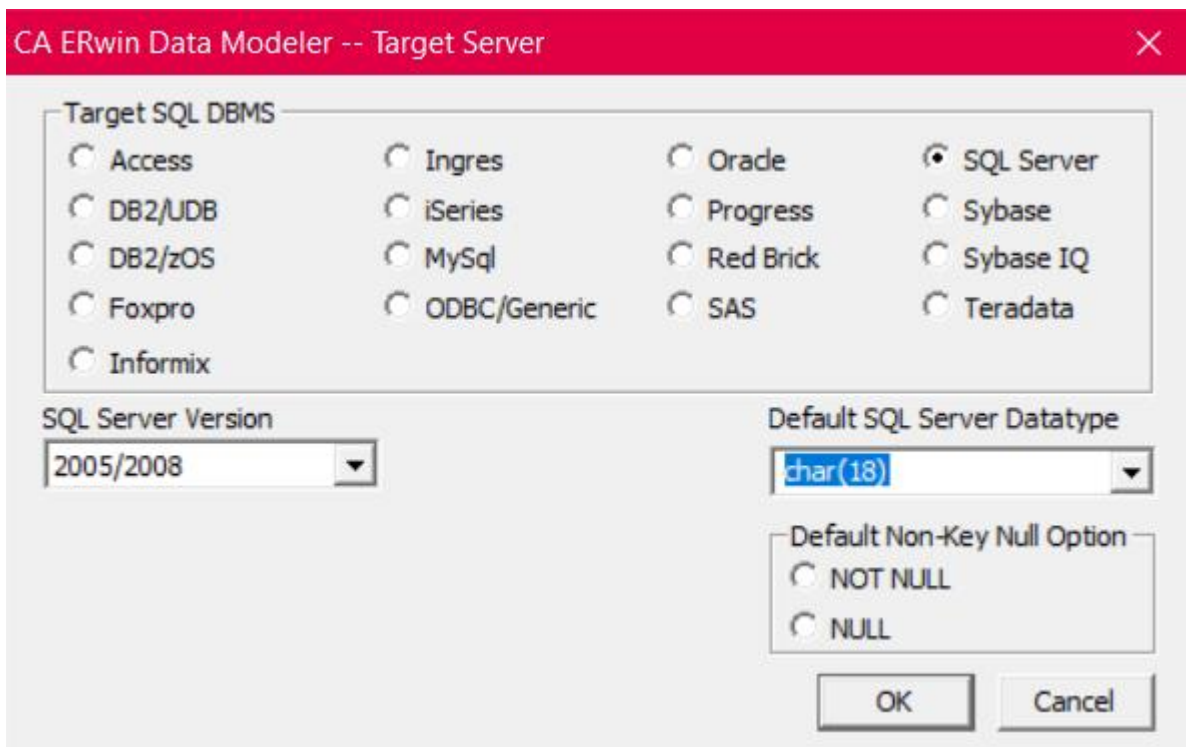 CA ERwin Data Modeler -- Target Server
Target SQL DBMS
Access Ingres Oracle SQL Server
DB2/UDB iSeries Progress Sybase
DB2/zOS MySql Red Brick Sybase IQ
Foxpro ODBC/Generic SAS Teradata
Informix
SQL Server Version Default SQL Server Datatype
2005/2008 char(18)
Default Non-Key Null Option
NOT NULL
NULL
OK Cancel